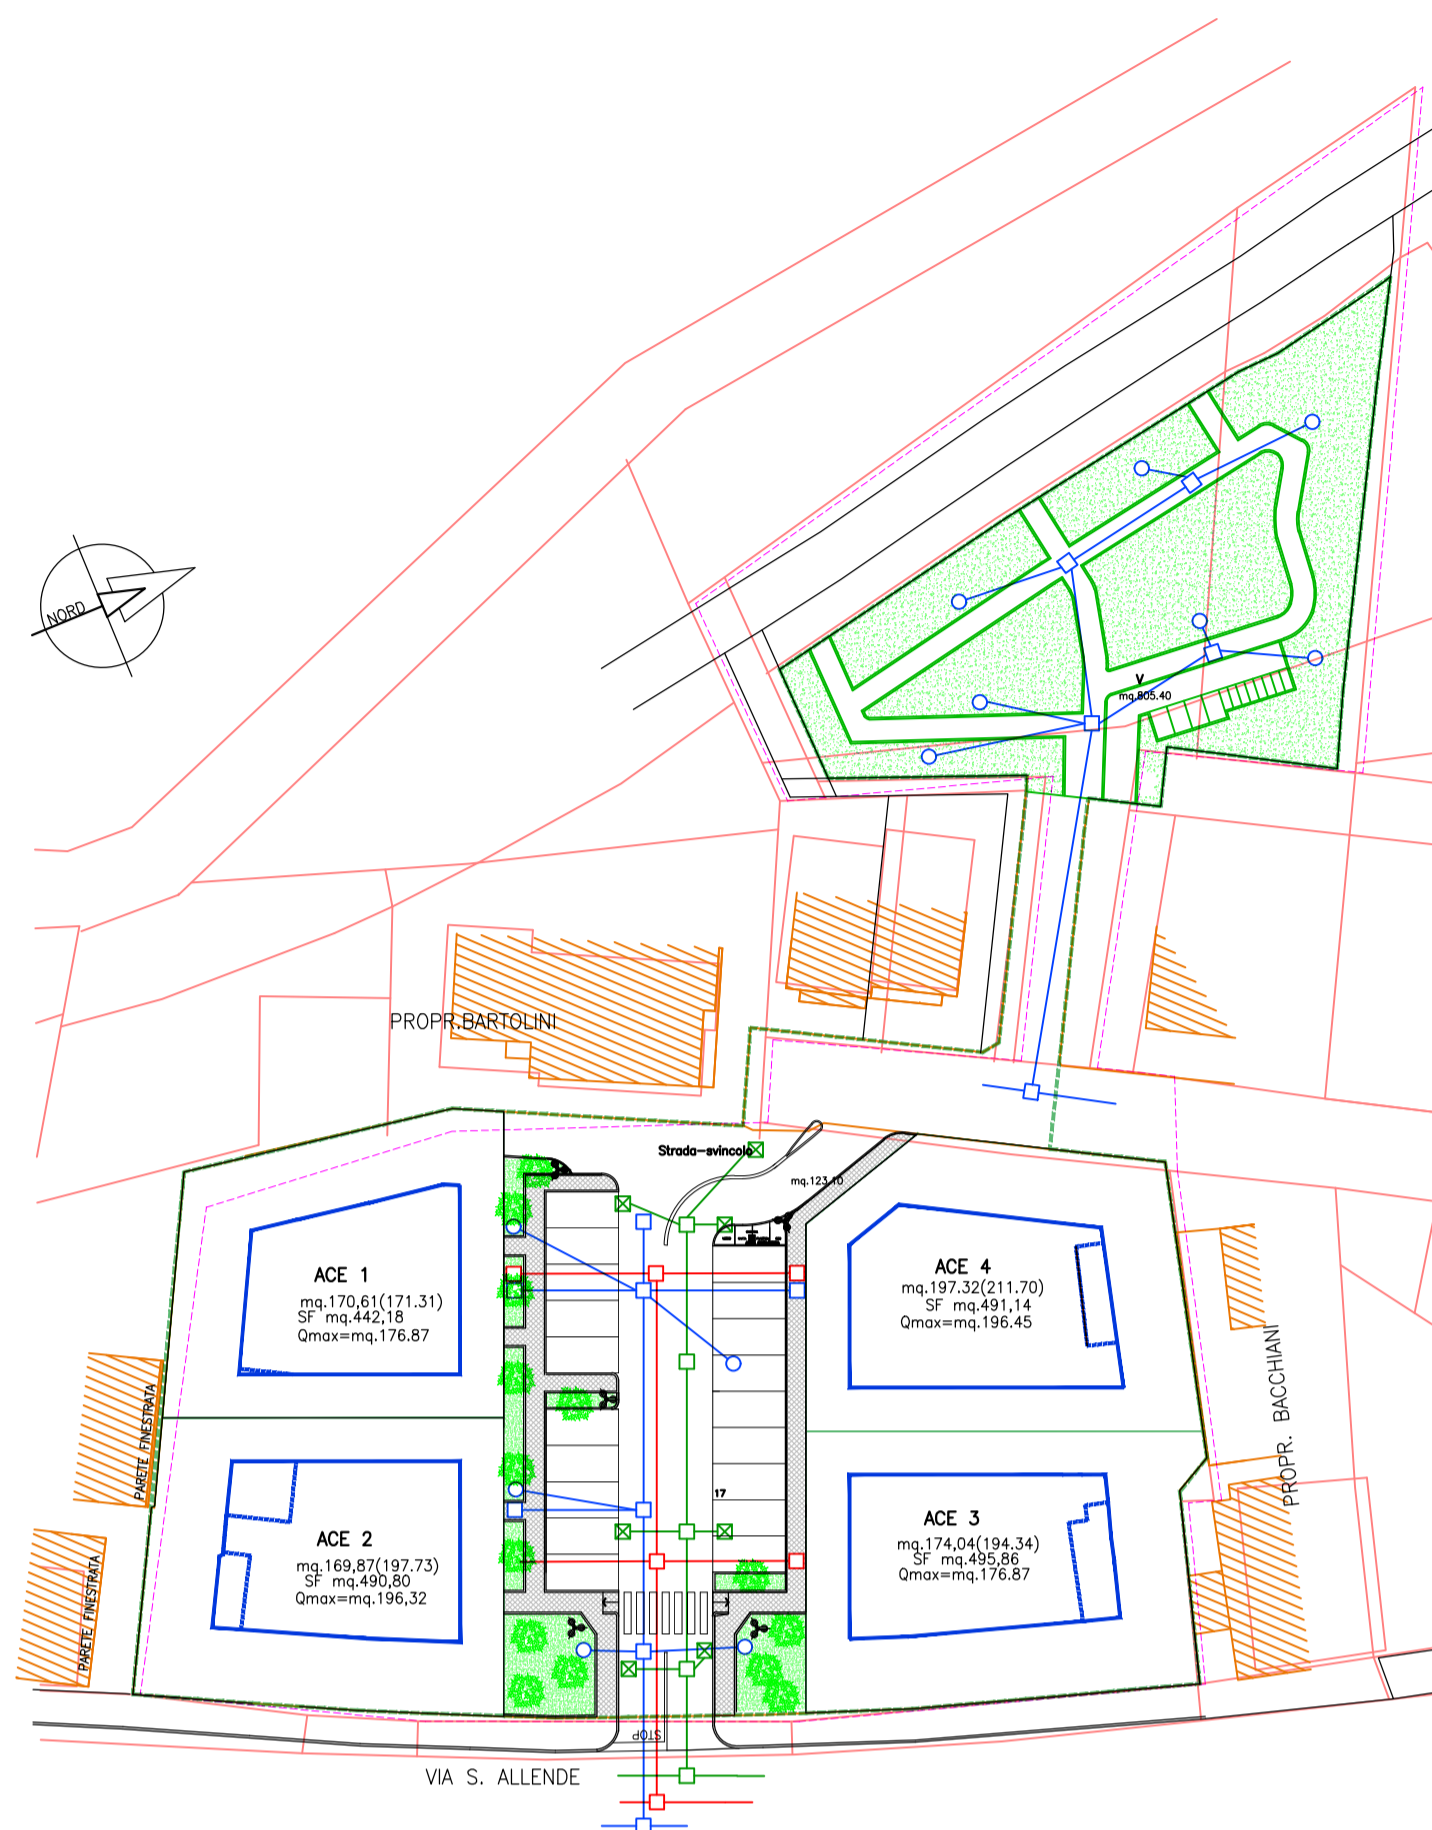 NORD
V
mq.805.40
PROPR.BARTOLINI
Strada-svincolo
mq.123.10
ACE 1
mq.170,61(171.31)
SF mq.442,18
Qmax=mq.176.87
ACE 4
mq.197.32(211.70)
SF mq.491,14
Qmax=mq.196.45
PARETE FINESTRATA
PROPR. BACCHIANI
17
ACE 2
mq.169,87(197.73)
SF mq.490,80
Qmax=mq.196,32
ACE 3
mq.174,04(194.34)
SF mq.495,86
Qmax=mq.176.87
PARETE FINESTRATA
STOP
VIA S. ALLENDE